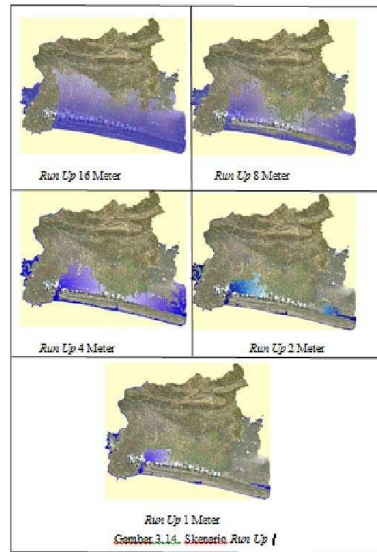 Run Up 16 Meter
Run Up 8 Meter
Run Up 4 Meter
Run Up 2 Meter
Run Up 1 Meter
Gambar 3.14. Skenario Run Up